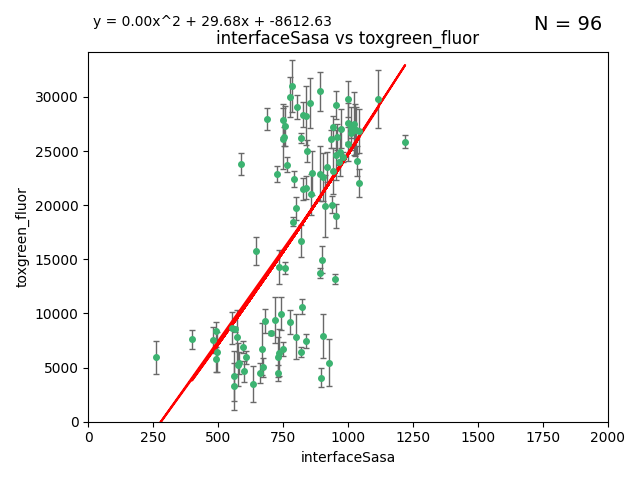 y = 0.00x^2 + 29.68x + -8612.63
N = 96
interfaceSasa vs toxgreen_fluor
toxgreen_fluor
30000
25000
20000
15000
10000
5000
0
0 250 500 750 1000 1250 1500 1750 2000
interfaceSasa